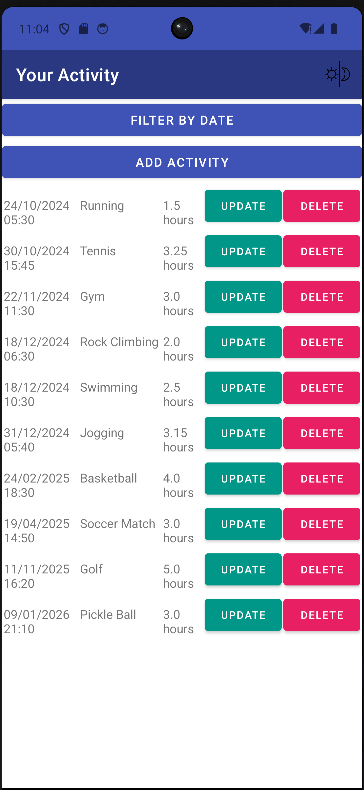 11:04
Your Activity
FILTER BY DATE
ADD ACTIVITY
24/10/2024 Running 1.5 UPDATE DELETE
05:30 hours
30/10/2024 Tennis 3.25 UPDATE DELETE
15:45 hours
22/11/2024 Gym 3.0 UPDATE DELETE
11:30 hours
18/12/2024 Rock Climbing 2.0 UPDATE DELETE
06:30 hours
18/12/2024 Swimming 2.5 UPDATE DELETE
10:30 hours
31/12/2024 Jogging 3.15 UPDATE DELETE
05:40 hours
24/02/2025 Basketball 4.0 UPDATE DELETE
18:30 hours
19/04/2025 Soccer Match 3.0 UPDATE DELETE
14:50 hours
11/11/2025 Golf 5.0 UPDATE DELETE
16:20 hours
09/01/2026 Pickle Ball 3.0 UPDATE DELETE
21:10 hours